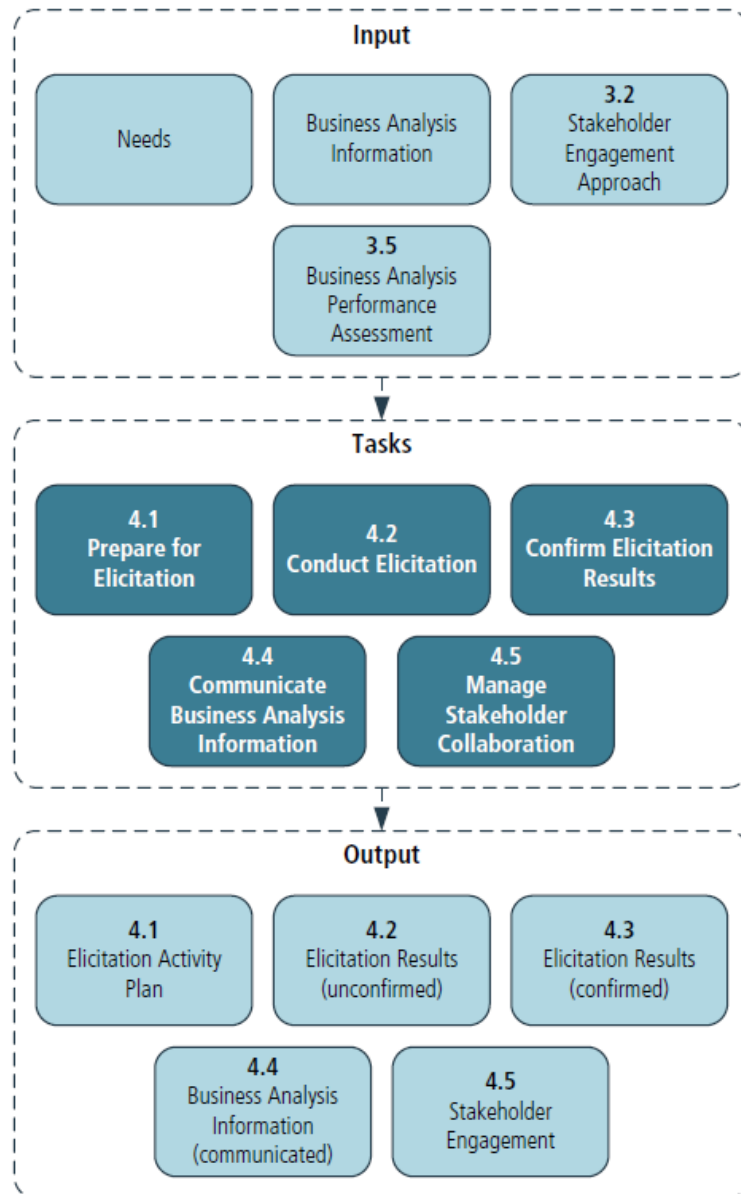 Input
Needs
Business Analysis
Information
3.2
Stakeholder
Engagement
Approach
3.5
Business Analysis
Performance
Assessment
Tasks
4.1
Prepare for
Elicitation
4.2
Conduct Elicitation
4.3
Confirm Elicitation
Results
4.4
Communicate
Business Analysis
Information
4.5
Manage
Stakeholder
Collaboration
Output
4.1
Elicitation Activity
Plan
4.2
Elicitation Results
(unconfirmed)
4.3
Elicitation Results
(confirmed)
4.4
Business Analysis
Information
(communicated)
4.5
Stakeholder
Engagement